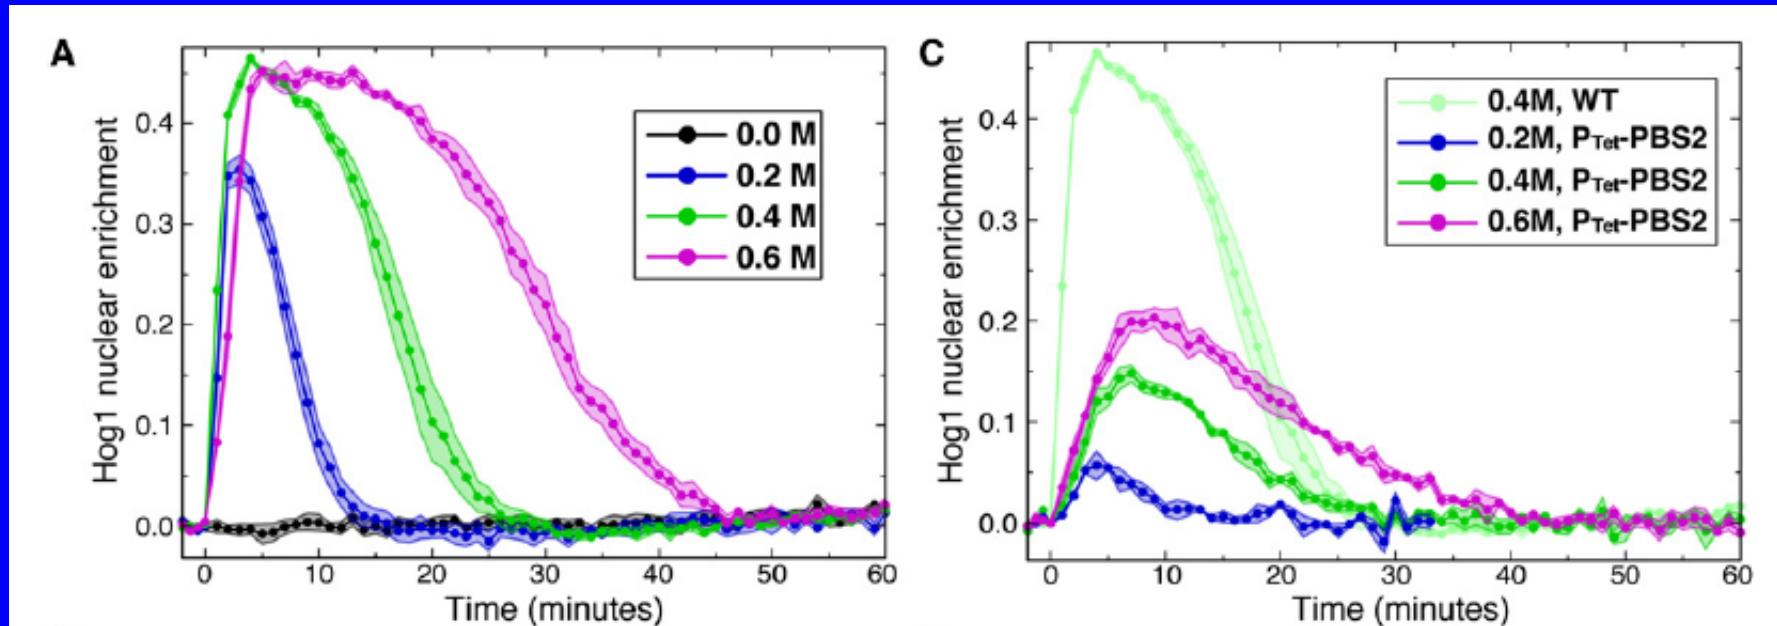 A
Hog1 nuclear enrichment
0.4
0.3
0.2
0.1
0.0
0.0 M
0.2 M
0.4 M
0.6 M
0 10 20 30 40 50 60
Time (minutes)
C
Hog1 nuclear enrichment
0.4
0.3
0.2
0.1
0.0
0.4M, WT
0.2M, PTet-PBS2
0.4M, PTet-PBS2
0.6M, PTet-PBS2
0 10 20 30 40 50 60
Time (minutes)